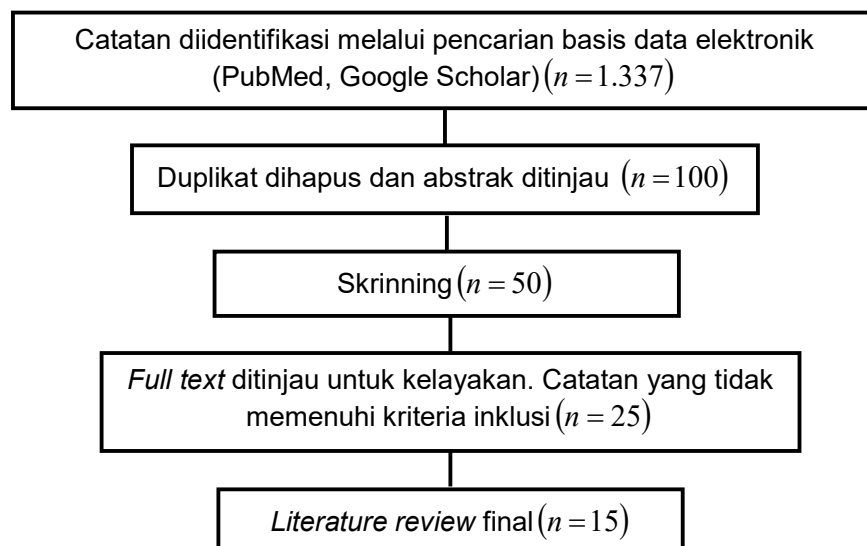 Catatan diidentifikasi melalui pencarian basis data elektronik
(PubMed, Google Scholar) (n = 1.337)
Duplikat dihapus dan abstrak ditinjau (n = 100)
Skrinning (n = 50)
Full text ditinjau untuk kelayakan. Catatan yang tidak
memenuhi kriteria inklusi (n = 25)
Literature review final (n = 15)